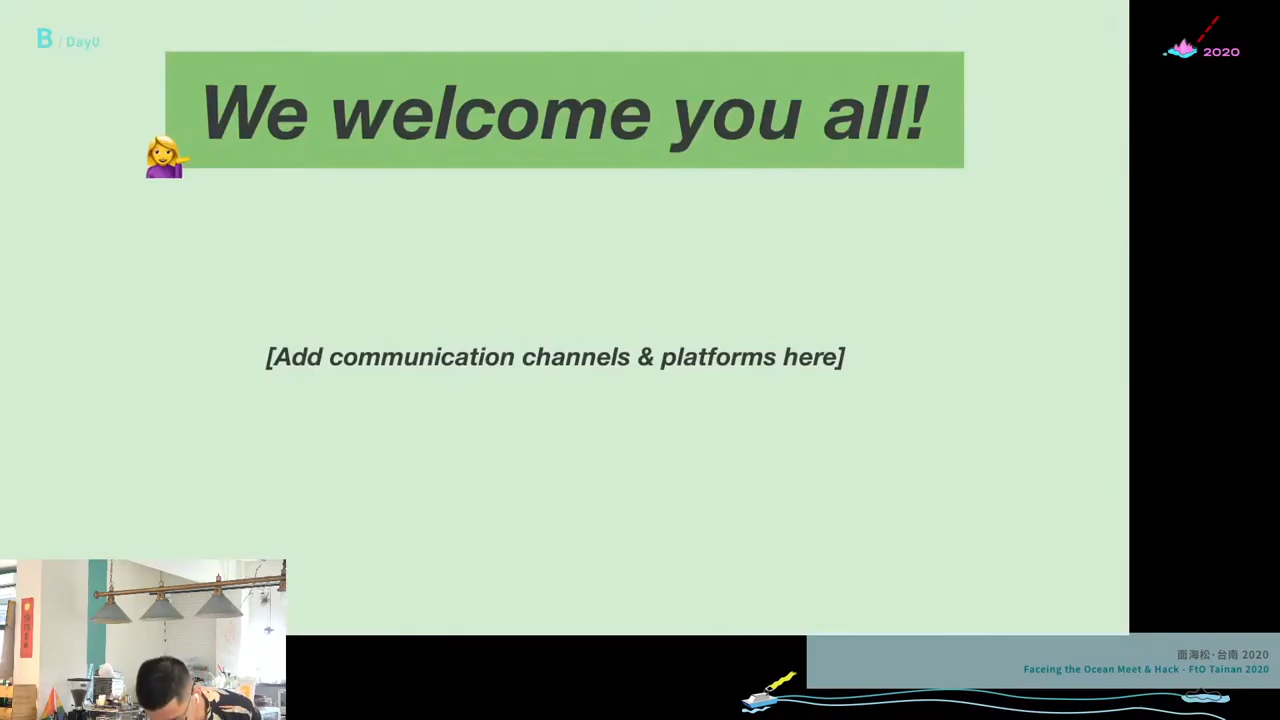 B / Day0
2020
We welcome you all!
[Add communication channels & platforms here]
面海松·台南 2020
Faceing the Ocean Meet & Hack - FtO Tainan 2020